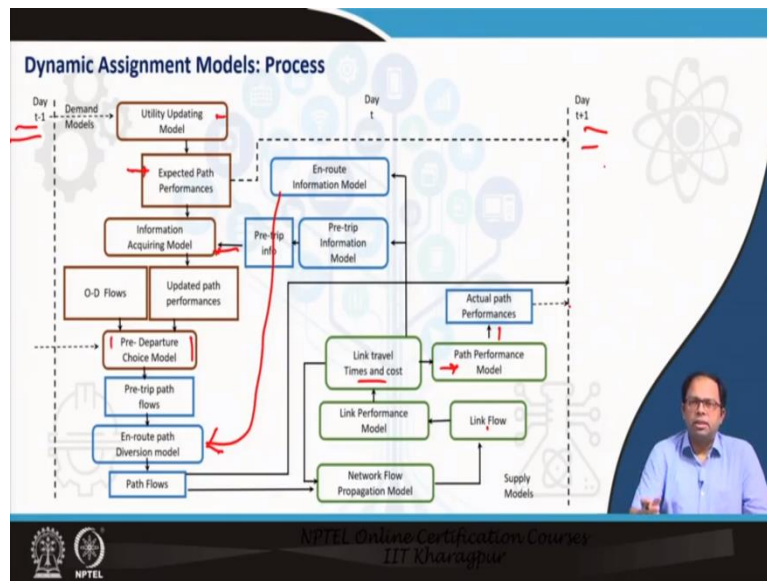 Dynamic Assignment Models: Process
Day
t-1
Demand
Models
Day
t
Day
t+1
Utility Updating
Model
Expected Path
Performances
En-route
Information Model
Information
Acquiring Model
Pre-trip
info
Pre-trip
Information
Model
O-D Flows
Updated path
performances
Actual path
Performances
Pre- Departure
Choice Model
Link travel
Times and cost
Path Performance
Model
Pre-trip path
flows
Link Performance
Model
Link Flow
En-route path
Diversion model
Path Flows
Network Flow
Propagation Model
Supply
Models
NPTEL
NPTEL Online Certification Courses
IIT Kharagpur